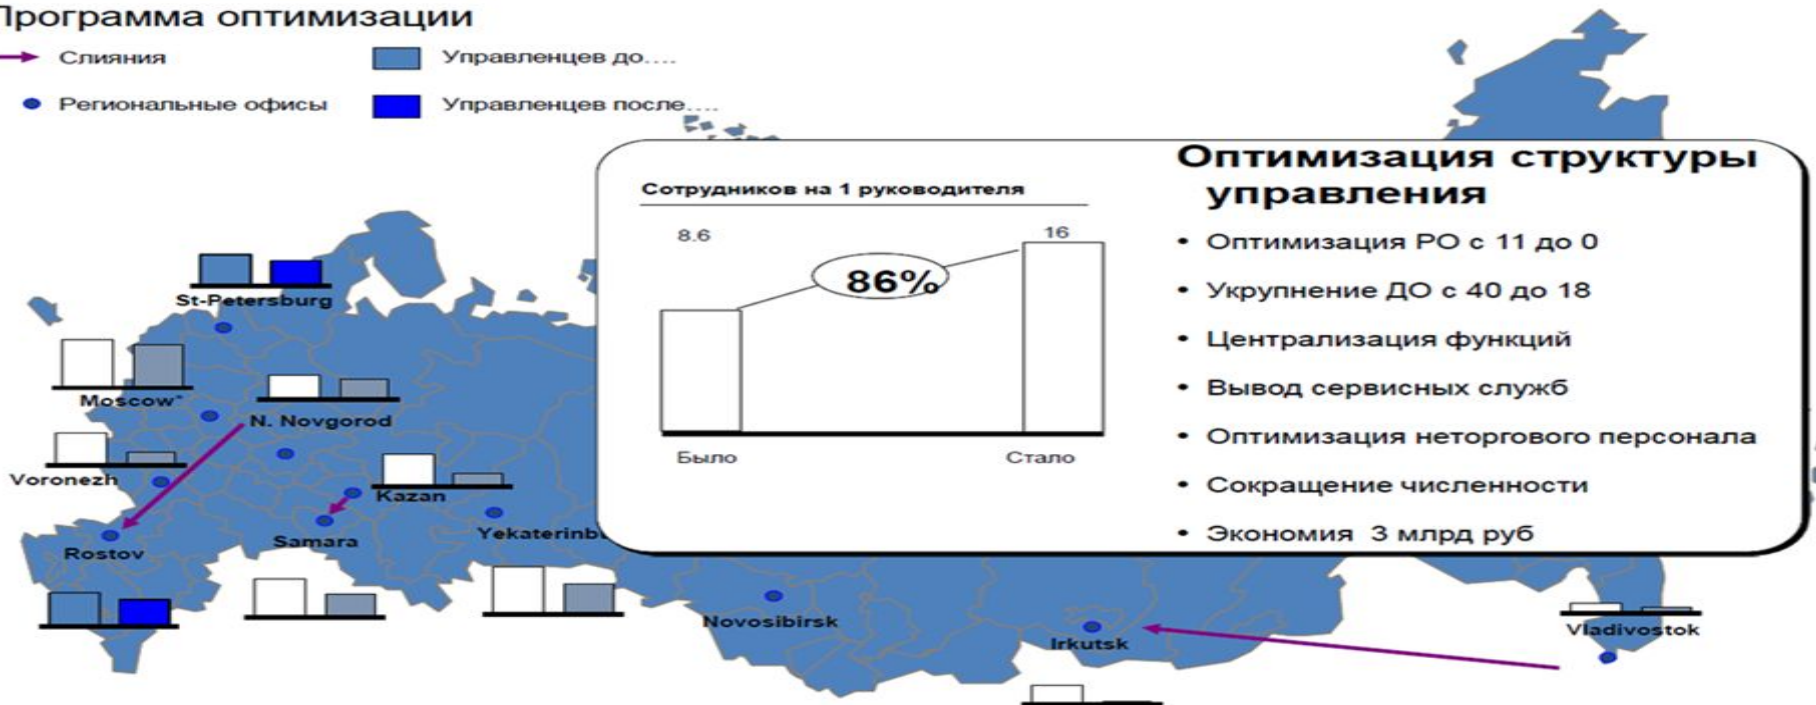 Программа оптимизации
Слияния
Управленцев до....
Региональные офисы
Управленцев после....
Оптимизация структуры
управления
Сотрудников на 1 руководителя
8.6
16
86%
Было
Стало
• Оптимизация РО с 11 до 0
• Укрупнение ДО с 40 до 18
• Централизация функций
• Вывод сервисных служб
• Оптимизация неторгового персонала
• Сокращение численности
• Экономия 3 млрд руб
St-Petersburg
Moscow*
N. Novgorod
Voronezh
Kazan
Rostov
Samara
Yekaterinb
Novosibirsk
Irkutsk
Vladivostok